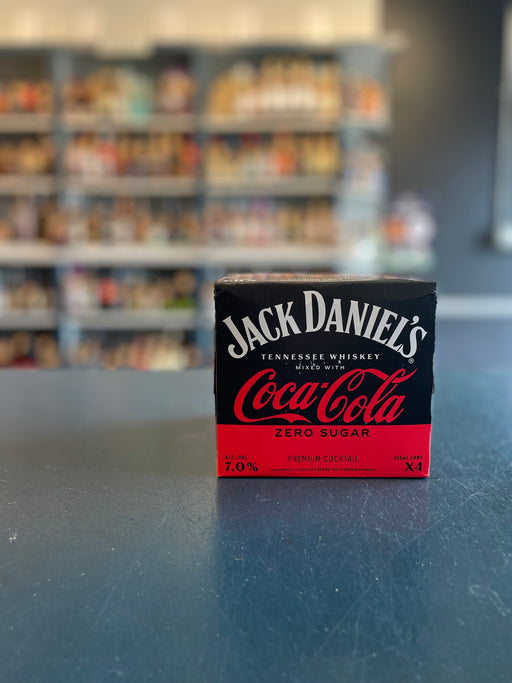 JACK DANIEL'S
®
TENNESSEE WHISKEY
MIXED WITH
Coca-Cola
ZERO SUGAR
ALC./VOL.
7.0%
PREMIUM COCKTAIL
X4